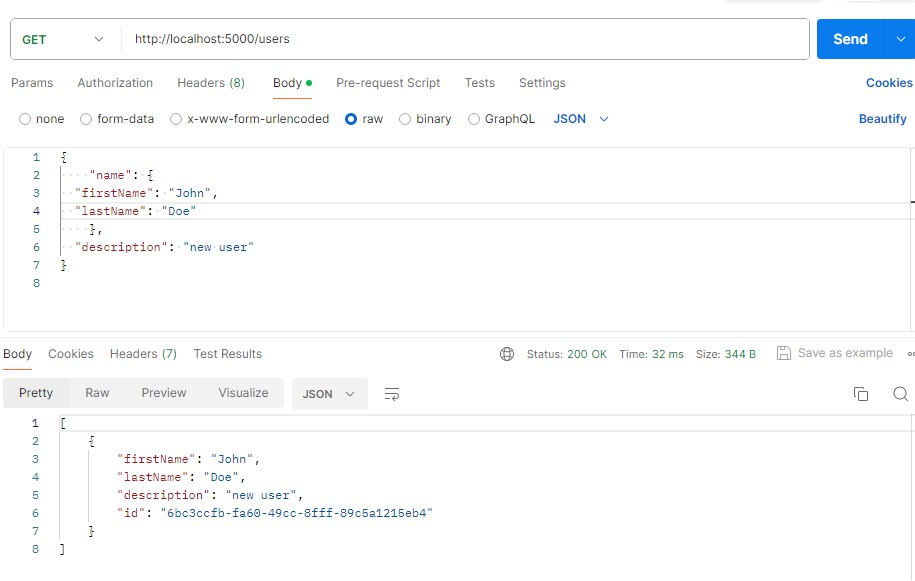 GET http://localhost:5000/users Send
Params Authorization Headers (8) Body Pre-request Script Tests Settings Cookies
none form-data x-www-form-urlencoded raw binary GraphQL JSON Beautify
1 {
2 "name": {
3 "firstName": "John",
4 "lastName": "Doe"
5 },
6 "description": "new user"
7 }
8
Body Cookies Headers (7) Test Results Status: 200 OK Time: 32 ms Size: 344 B Save as example
Pretty Raw Preview Visualize JSON
1 [
2 {
3 "firstName": "John",
4 "lastName": "Doe",
5 "description": "new user",
6 "id": "6bc3ccfb-fa60-49cc-8fff-89c5a1215eb4"
7 }
8 ]